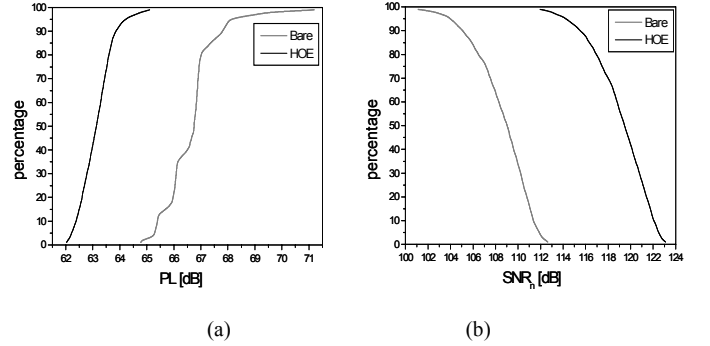 100
90
80
70
60
50
40
30
20
10
0
percentage
Bare
HOE
62 63 64 65 66 67 68 69 70 71
PL [dB]
(a)
100
90
80
70
60
50
40
30
20
10
0
percentage
Bare
HOE
100 102 104 106 108 110 112 114 116 118 120 122 124
SNRn [dB]
(b)